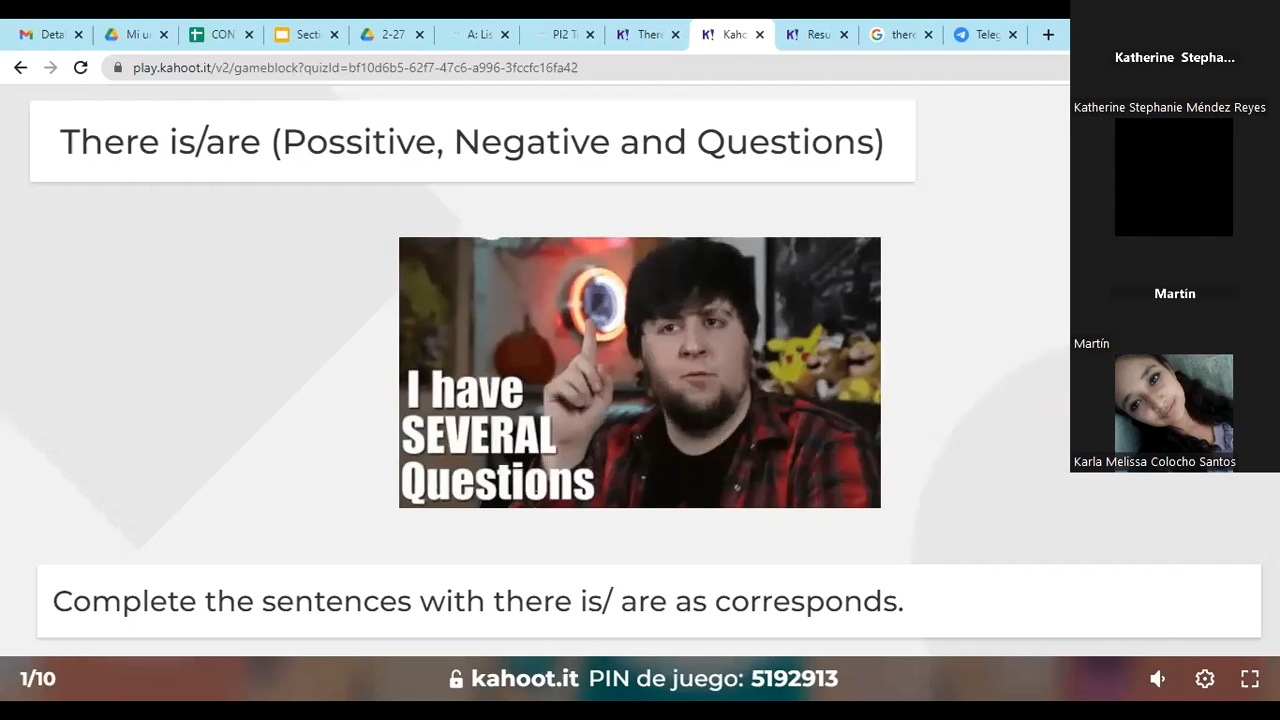 Detal
Mi u
CON
Secti
2-27
A: Lis
PI2 T
There
Kaho
Resu
there
Teleg
play.kahoot.it/v2/gameblock?quizId=bf10d6b5-62f7-47c6-a996-3fccfc16fa42
There is/are (Possitive, Negative and Questions)
I have
SEVERAL
Questions
Complete the sentences with there is/ are as corresponds.
1/10
kahoot.it PIN de juego: 5192913
Katherine Stepha...
Katherine Stephanie Méndez Reyes
Martín
Martín
Karla Melissa Colocho Santos